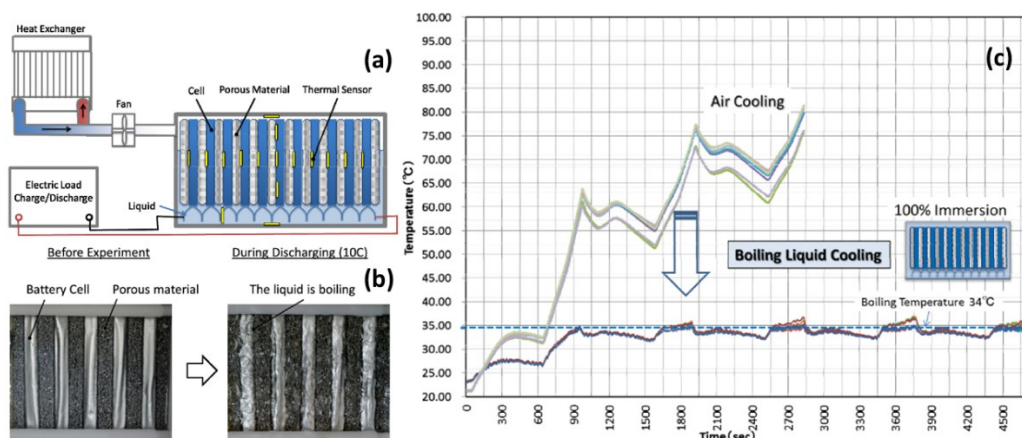 Heat Exchanger
(a)
Cell
Porous Material
Thermal Sensor
Fan
Electric Load
Charge/Discharge
Liquid
Before Experiment
During Discharging (10C)
(b)
Battery Cell
Porous material
The liquid is boiling
(c)
100.00
95.00
90.00
85.00
80.00
75.00
70.00
65.00
60.00
55.00
50.00
45.00
40.00
35.00
30.00
25.00
20.00
Temperature(℃)
Air Cooling
100% Immersion
Boiling Liquid Cooling
Boiling Temperature 34℃
0
300
600
900
1200
1500
1800
2100
2400
2700
3000
3300
3600
3900
4200
4500
Time(sec)